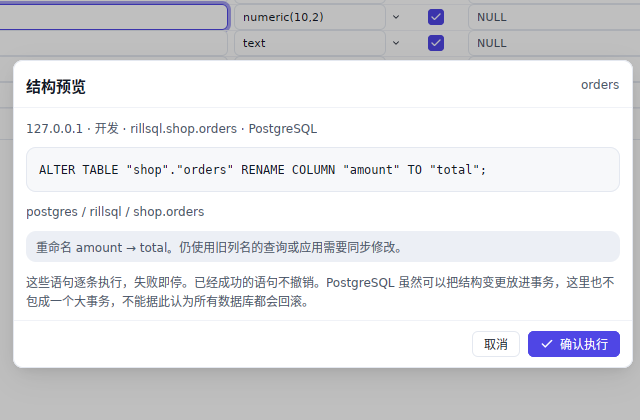 numeric(10,2) NULL
text NULL
结构预览 orders
127.0.0.1 · 开发 · rillsql.shop.orders · PostgreSQL
ALTER TABLE "shop"."orders" RENAME COLUMN "amount" TO "total";
postgres / rillsql / shop.orders
重命名 amount → total。仍使用旧列名的查询或应用需要同步修改。
这些语句逐条执行，失败即停。已经成功的语句不撤销。PostgreSQL 虽然可以把结构变更放进事务，这里也不
包成一个大事务，不能据此认为所有数据库都会回滚。
取消 确认执行